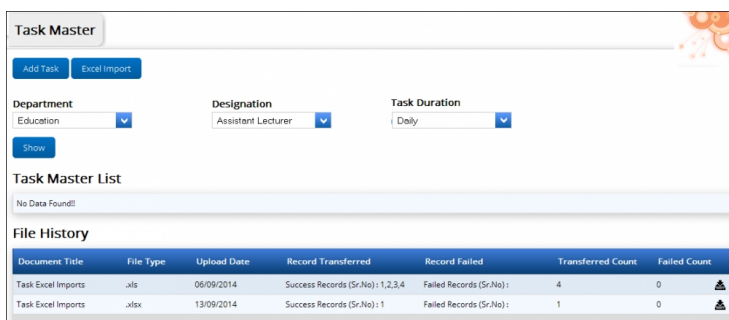 Task Master
Add Task Excel Import
Department Designation Task Duration
Education Assistant Lecturer Daily
Show
Task Master List
No Data Found!!
File History
Document Title File Type Upload Date Record Transferred Record Failed Transferred Count Failed Count
Task Excel Imports .xls 06/09/2014 Success Records (Sr.No) : 1,2,3,4 Failed Records (Sr.No) : 4 0
Task Excel Imports .xlsx 13/09/2014 Success Records (Sr.No) : 1 Failed Records (Sr.No) : 1 0